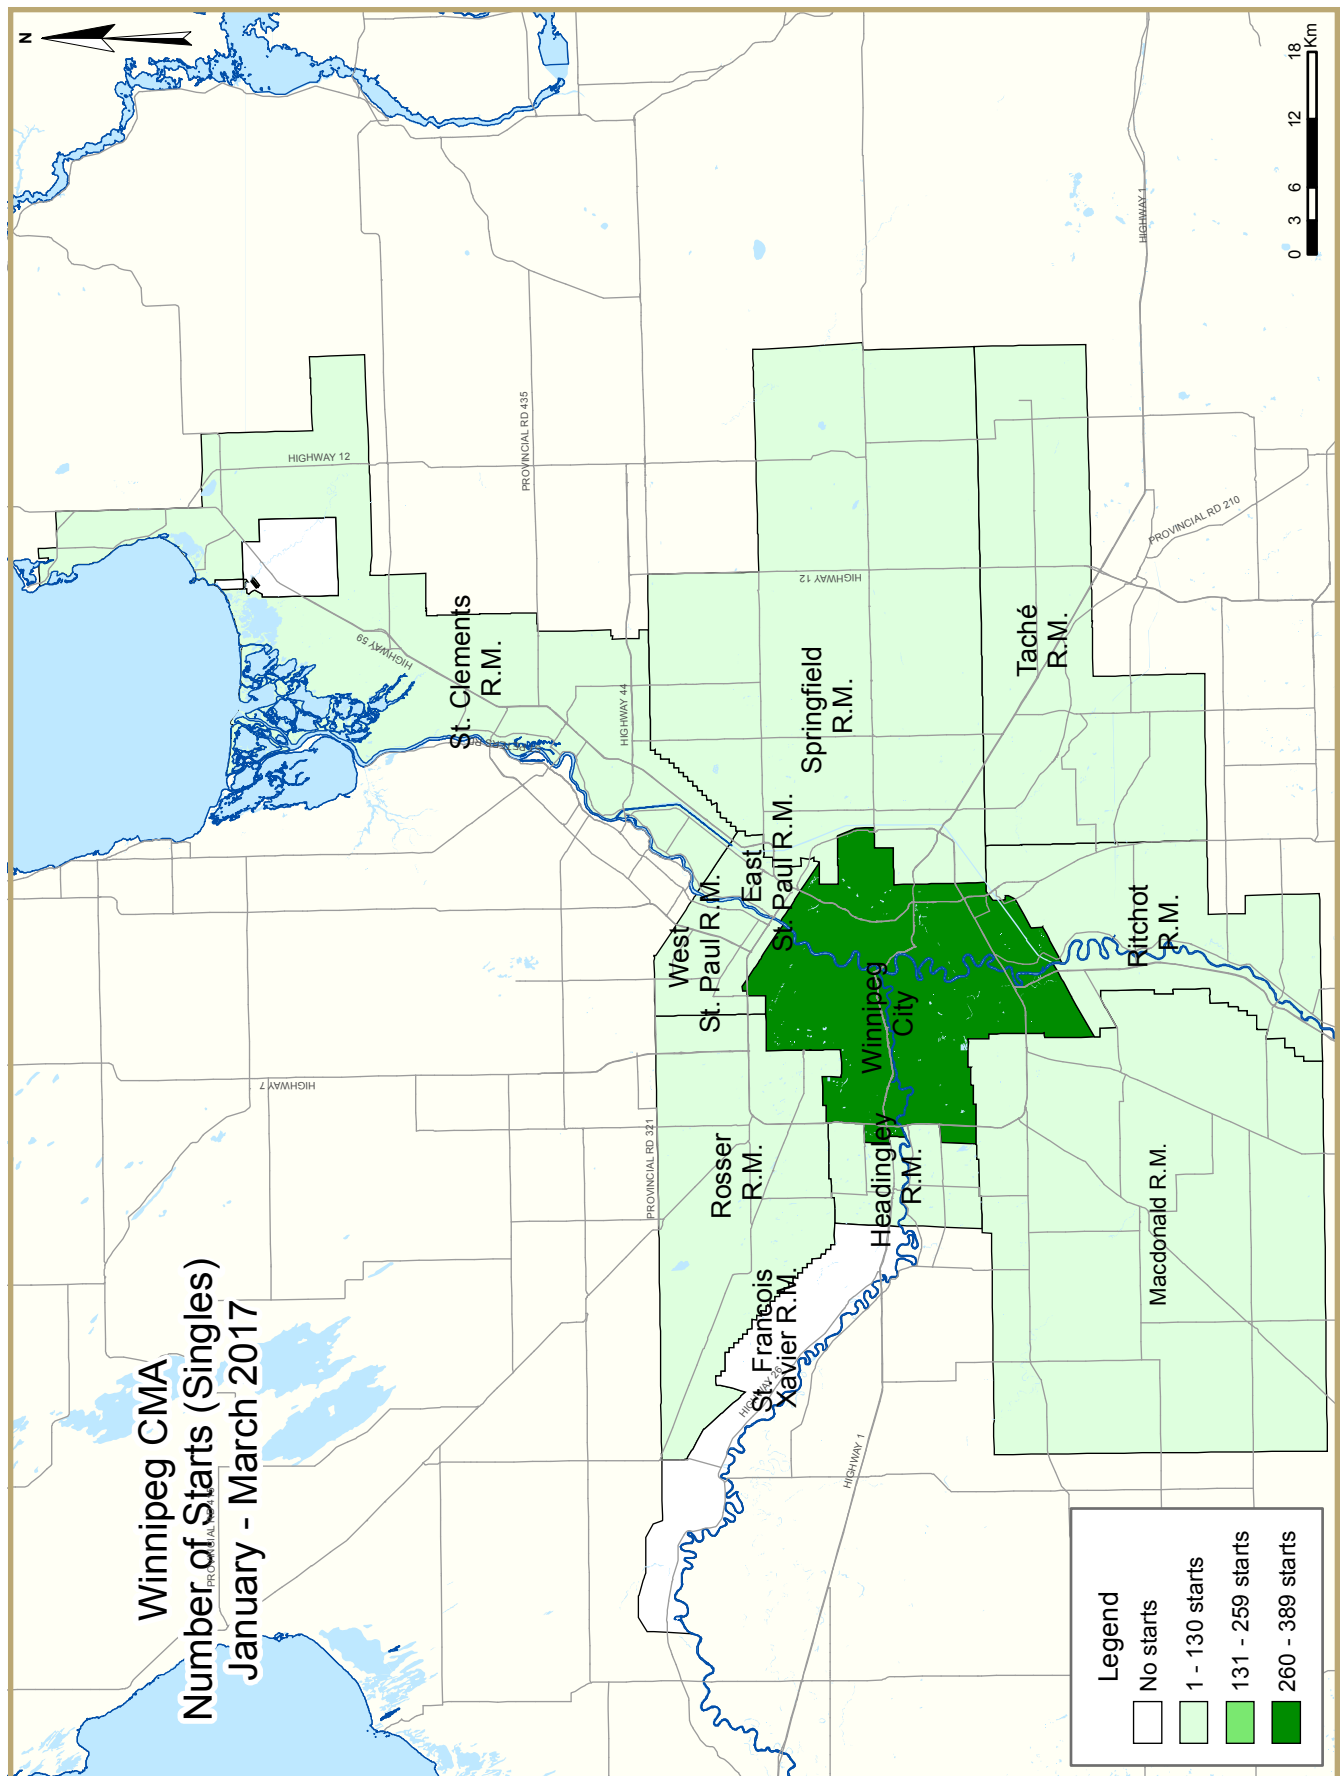 Winnipeg CMA
Number of Starts (Singles)
January - March 2017
N
HIGHWAY 12
PROVINCIAL RD 435
HIGHWAY 59
St. Clements
R.M.
HIGHWAY 44
HIGHWAY 7
PROVINCIAL RD 321
West
St. Paul R.M.
East
St. Paul R.M.
Springfield
R.M.
HIGHWAY 12
Rosser
R.M.
St. Francois
Xavier R.M.
HIGHWAY 26
HIGHWAY 1
Headingley
R.M.
Winnipeg
City
Taché
R.M.
PROVINCIAL RD 210
HIGHWAY 1
Ritchot
R.M.
Macdonald R.M.
Legend
No starts
1 - 130 starts
131 - 259 starts
260 - 389 starts
0 3 6 12 18
Km